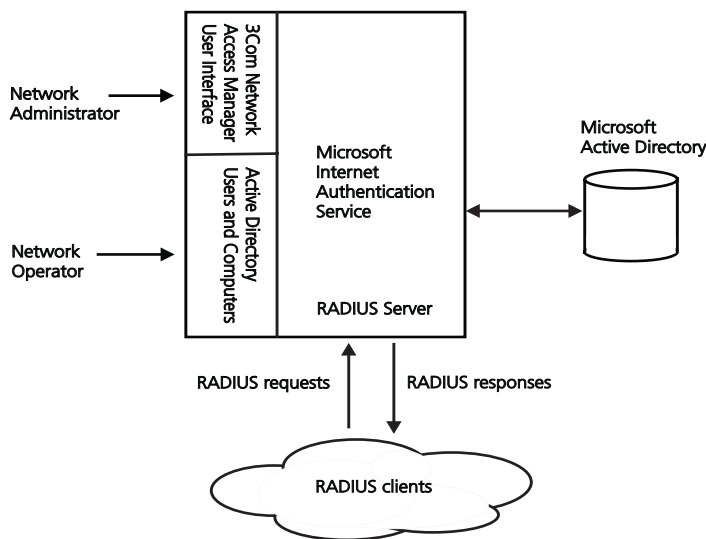 3Com Network
Access Manager
User Interface
Network
Administrator
Microsoft
Internet
Authentication
Service
Microsoft
Active Directory
Active Directory
Users and Computers
Network
Operator
RADIUS Server
RADIUS requests
RADIUS responses
RADIUS clients